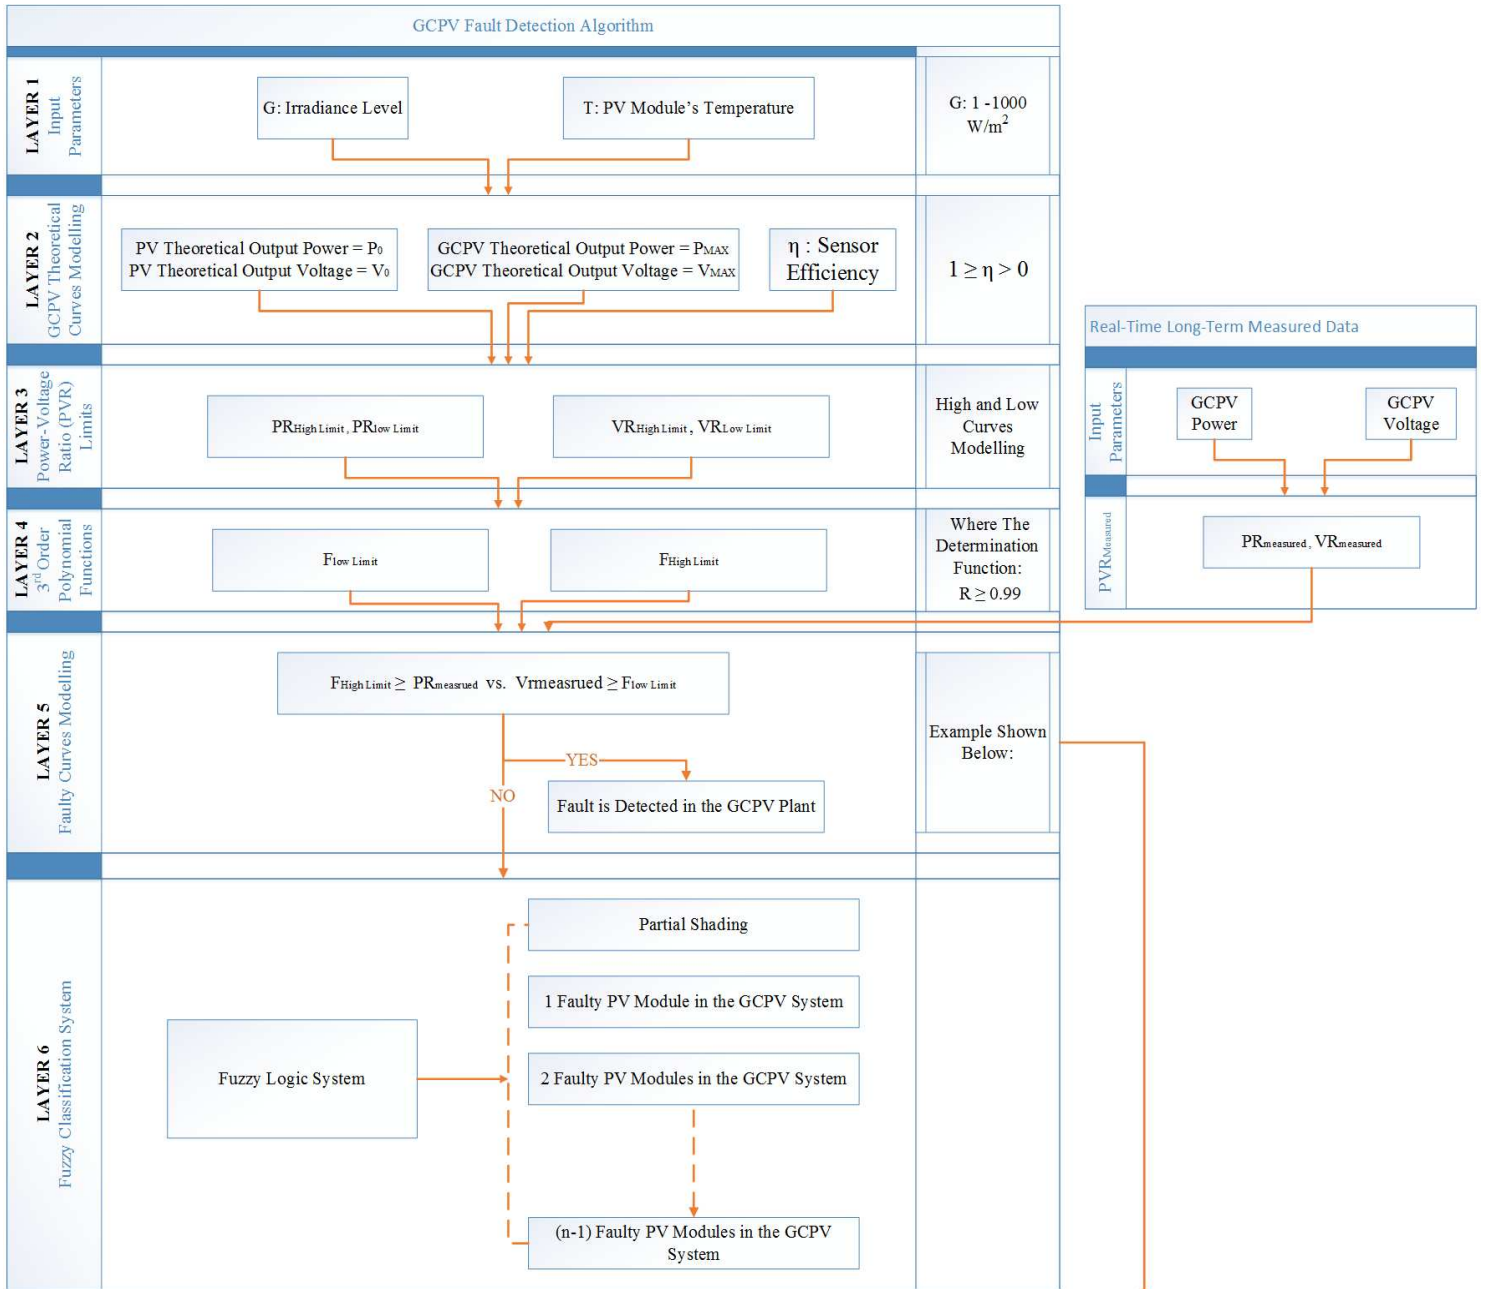 GCPV Fault Detection Algorithm
LAYER 1
Input
Parameters
G: Irradiance Level
T: PV Module's Temperature
G: 1 -1000
W/m²
LAYER 2
GCPV Theoretical
Curves Modelling
PV Theoretical Output Power = P0
PV Theoretical Output Voltage = V0
GCPV Theoretical Output Power = PMAX
GCPV Theoretical Output Voltage = VMAX
η : Sensor
Efficiency
1 ≥ η > 0
LAYER 3
Power-Voltage
Ratio (PVR)
Limits
PRHigh Limit, PRlow Limit
VRHigh Limit, VRLow Limit
High and Low
Curves
Modelling
LAYER 4
3rd Order
Polynomial
Functions
Flow Limit
FHigh Limit
Where The
Determination
Function:
R ≥ 0.99
Real-Time Long-Term Measured Data
Input
Parameters
GCPV
Power
GCPV
Voltage
PVRMeasured
PRmeasured, VRmeasured
LAYER 5
Faulty Curves Modelling
FHigh Limit ≥ PRmeasrued vs. Vrmeasrued ≥ Flow Limit
YES
NO
Fault is Detected in the GCPV Plant
Example Shown
Below:
LAYER 6
Fuzzy Classification System
Fuzzy Logic System
Partial Shading
1 Faulty PV Module in the GCPV System
2 Faulty PV Modules in the GCPV System
(n-1) Faulty PV Modules in the GCPV
System